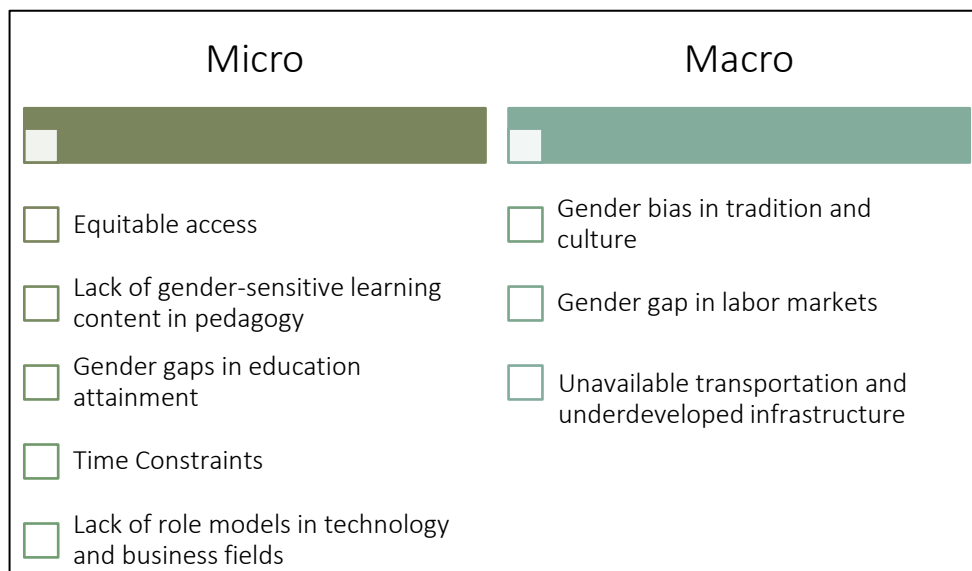 Micro
Equitable access
Lack of gender-sensitive learning
content in pedagogy
Gender gaps in education
attainment
Time Constraints
Lack of role models in technology
and business fields
Macro
Gender bias in tradition and
culture
Gender gap in labor markets
Unavailable transportation and
underdeveloped infrastructure